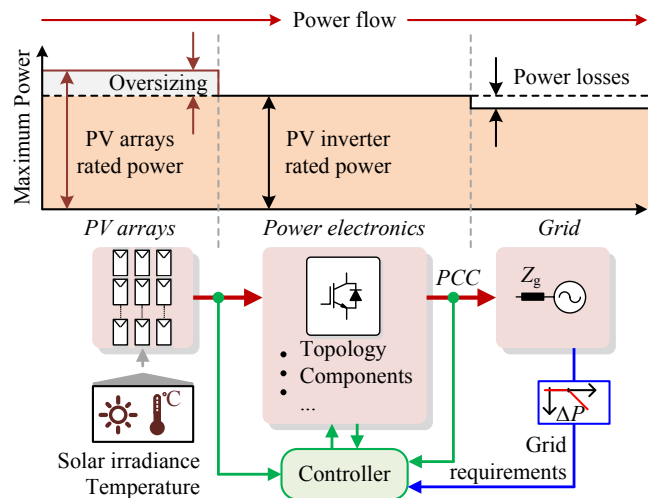 Power flow
Maximum Power
Oversizing
Power losses
PV arrays
rated power
PV inverter
rated power
PV arrays
Power electronics
Grid
PCC
Zg
• Topology
• Components
• ...
°C
ΔP
Solar irradiance
Temperature
Controller
Grid
requirements